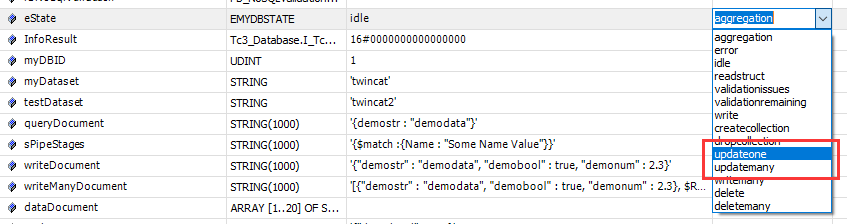 eState EMYDBSTATE idle aggregation
InfoResult Tc3_Database.I_Tc... 16#0000000000000000 aggregation
error
myDBID UDINT 1 idle
myDataset STRING 'twincat' readstruct
validationissues
testDataset STRING 'twincat2' validationremaining
write
queryDocument STRING(1000) '{demostr : "demodata"}' createcollection
sPipeStages STRING(1000) '{$match :{Name : "Some Name Value"}}' dropcollection
updateone
writeDocument STRING(1000) '{"demostr" : "demodata", "demobool" : true, "demonum" : 2.3}' updatemany
writeManyDocument STRING(1000) '[{"demostr" : "demodata", "demobool" : true, "demonum" : 2.3}, $R... writemany
delete
dataDocument ARRAY [1..20] OF S... deletemany